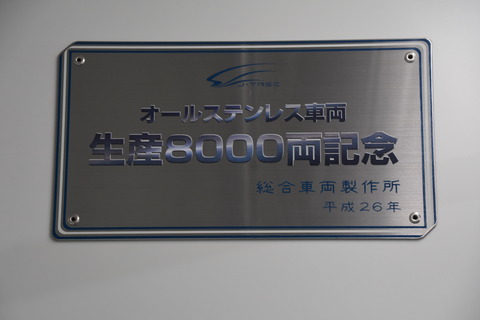 J-TREC
オールステンレス車両
生産8000両記念
総合車両製作所
平成26年